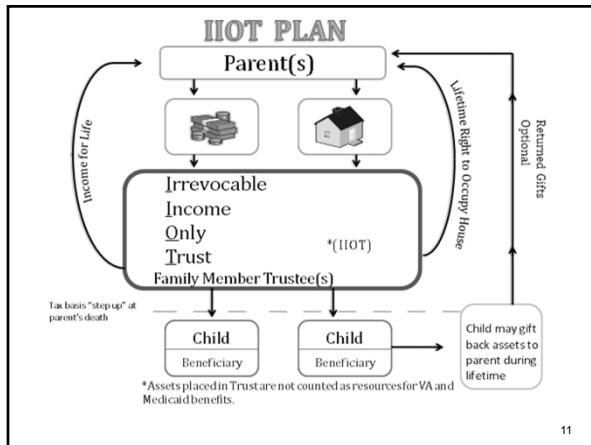 IIOT PLAN
Parent(s)
Income for Life
Lifetime Right to Occupy House
Returned Gifts
Optional
Irrevocable
Income
Only
Trust
*(IIOT)
Family Member Trustee(s)
Tax basis "step up" at
parent's death
Child
Beneficiary
Child
Beneficiary
Child may gift
back assets to
parent during
lifetime
*Assets placed in Trust are not counted as resources for VA and
Medicaid benefits.
11